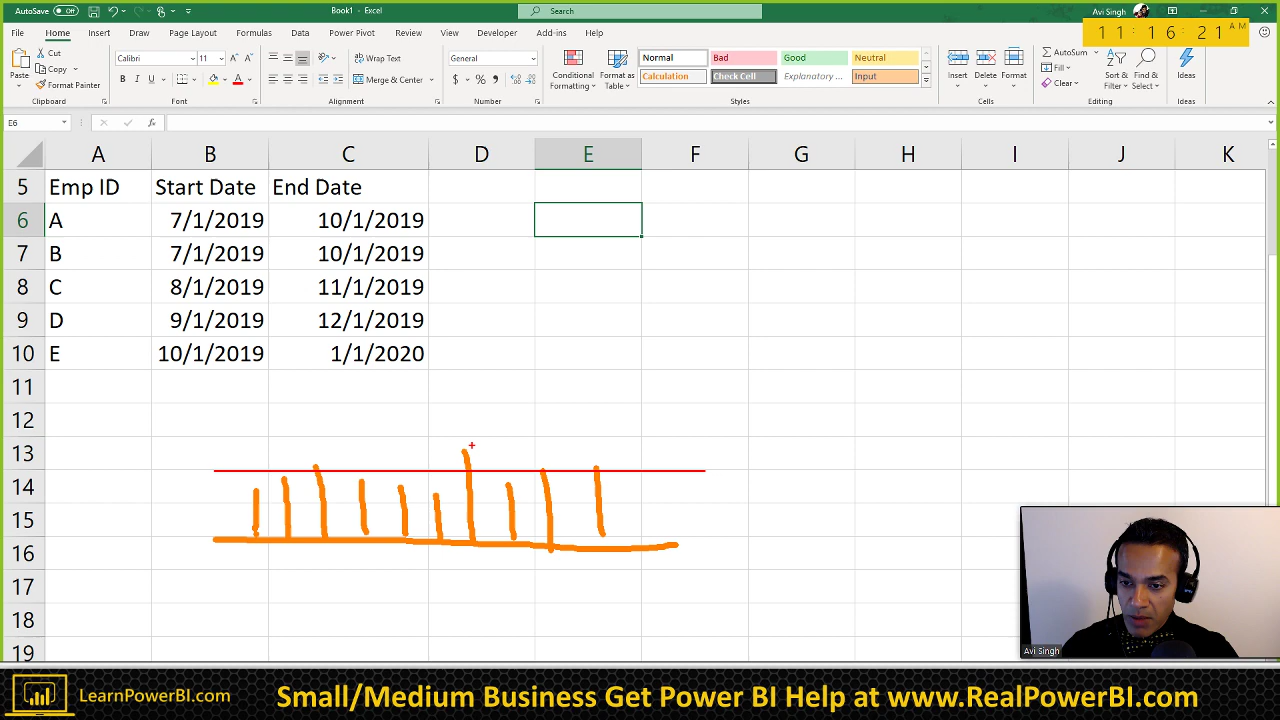 AutoSave Off Book1 - Excel Search Avi Singh
11:16:21 AM
File Home Insert Draw Page Layout Formulas Data Power Pivot Review View Developer Add-ins Help
Paste Cut Copy Format Painter
Calibri 11 B I U
Wrap Text Merge & Center
General $ % ,
Conditional Formatting Format as Table
Normal Bad Good Neutral
Calculation Check Cell Explanatory ... Input
Insert Delete Format
AutoSum Fill Clear
Sort & Filter Find & Select Ideas
Clipboard Font Alignment Number Styles Cells Editing Ideas
E6 fx
A B C D E F G H I J K
5 Emp ID Start Date End Date
6 A 7/1/2019 10/1/2019
7 B 7/1/2019 10/1/2019
8 C 8/1/2019 11/1/2019
9 D 9/1/2019 12/1/2019
10 E 10/1/2019 1/1/2020
11
12
13
14
15
16
17
18
19
Avi Singh
LearnPowerBI.com Small/Medium Business Get Power BI Help at www.RealPowerBI.com